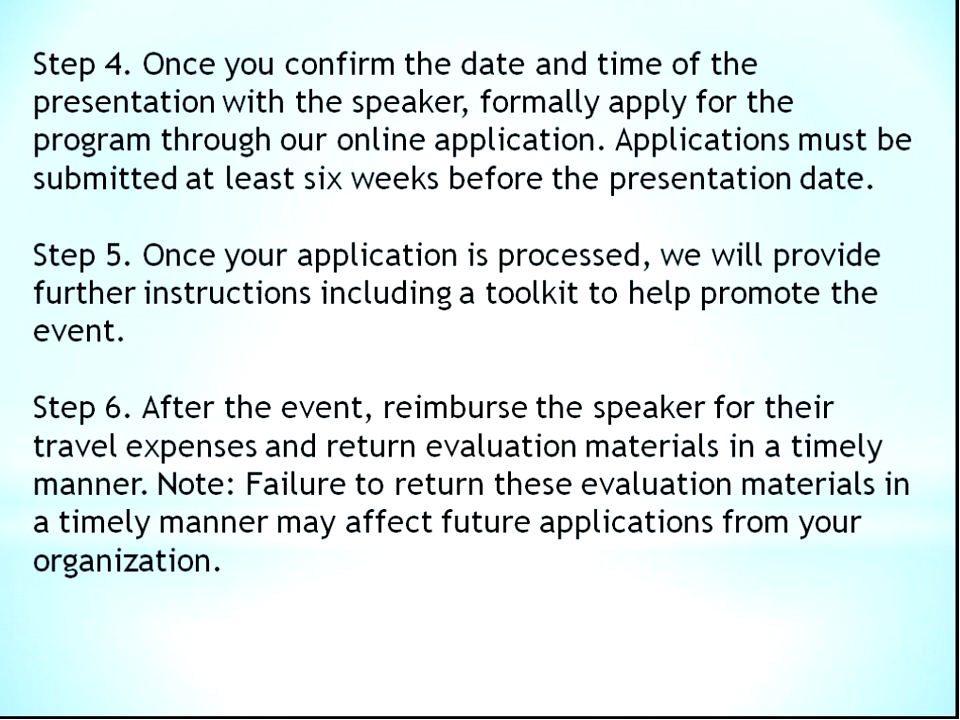 Step 4. Once you confirm the date and time of the
presentation with the speaker, formally apply for the
program through our online application. Applications must be
submitted at least six weeks before the presentation date.
Step 5. Once your application is processed, we will provide
further instructions including a toolkit to help promote the
event.
Step 6. After the event, reimburse the speaker for their
travel expenses and return evaluation materials in a timely
manner. Note: Failure to return these evaluation materials in
a timely manner may affect future applications from your
organization.